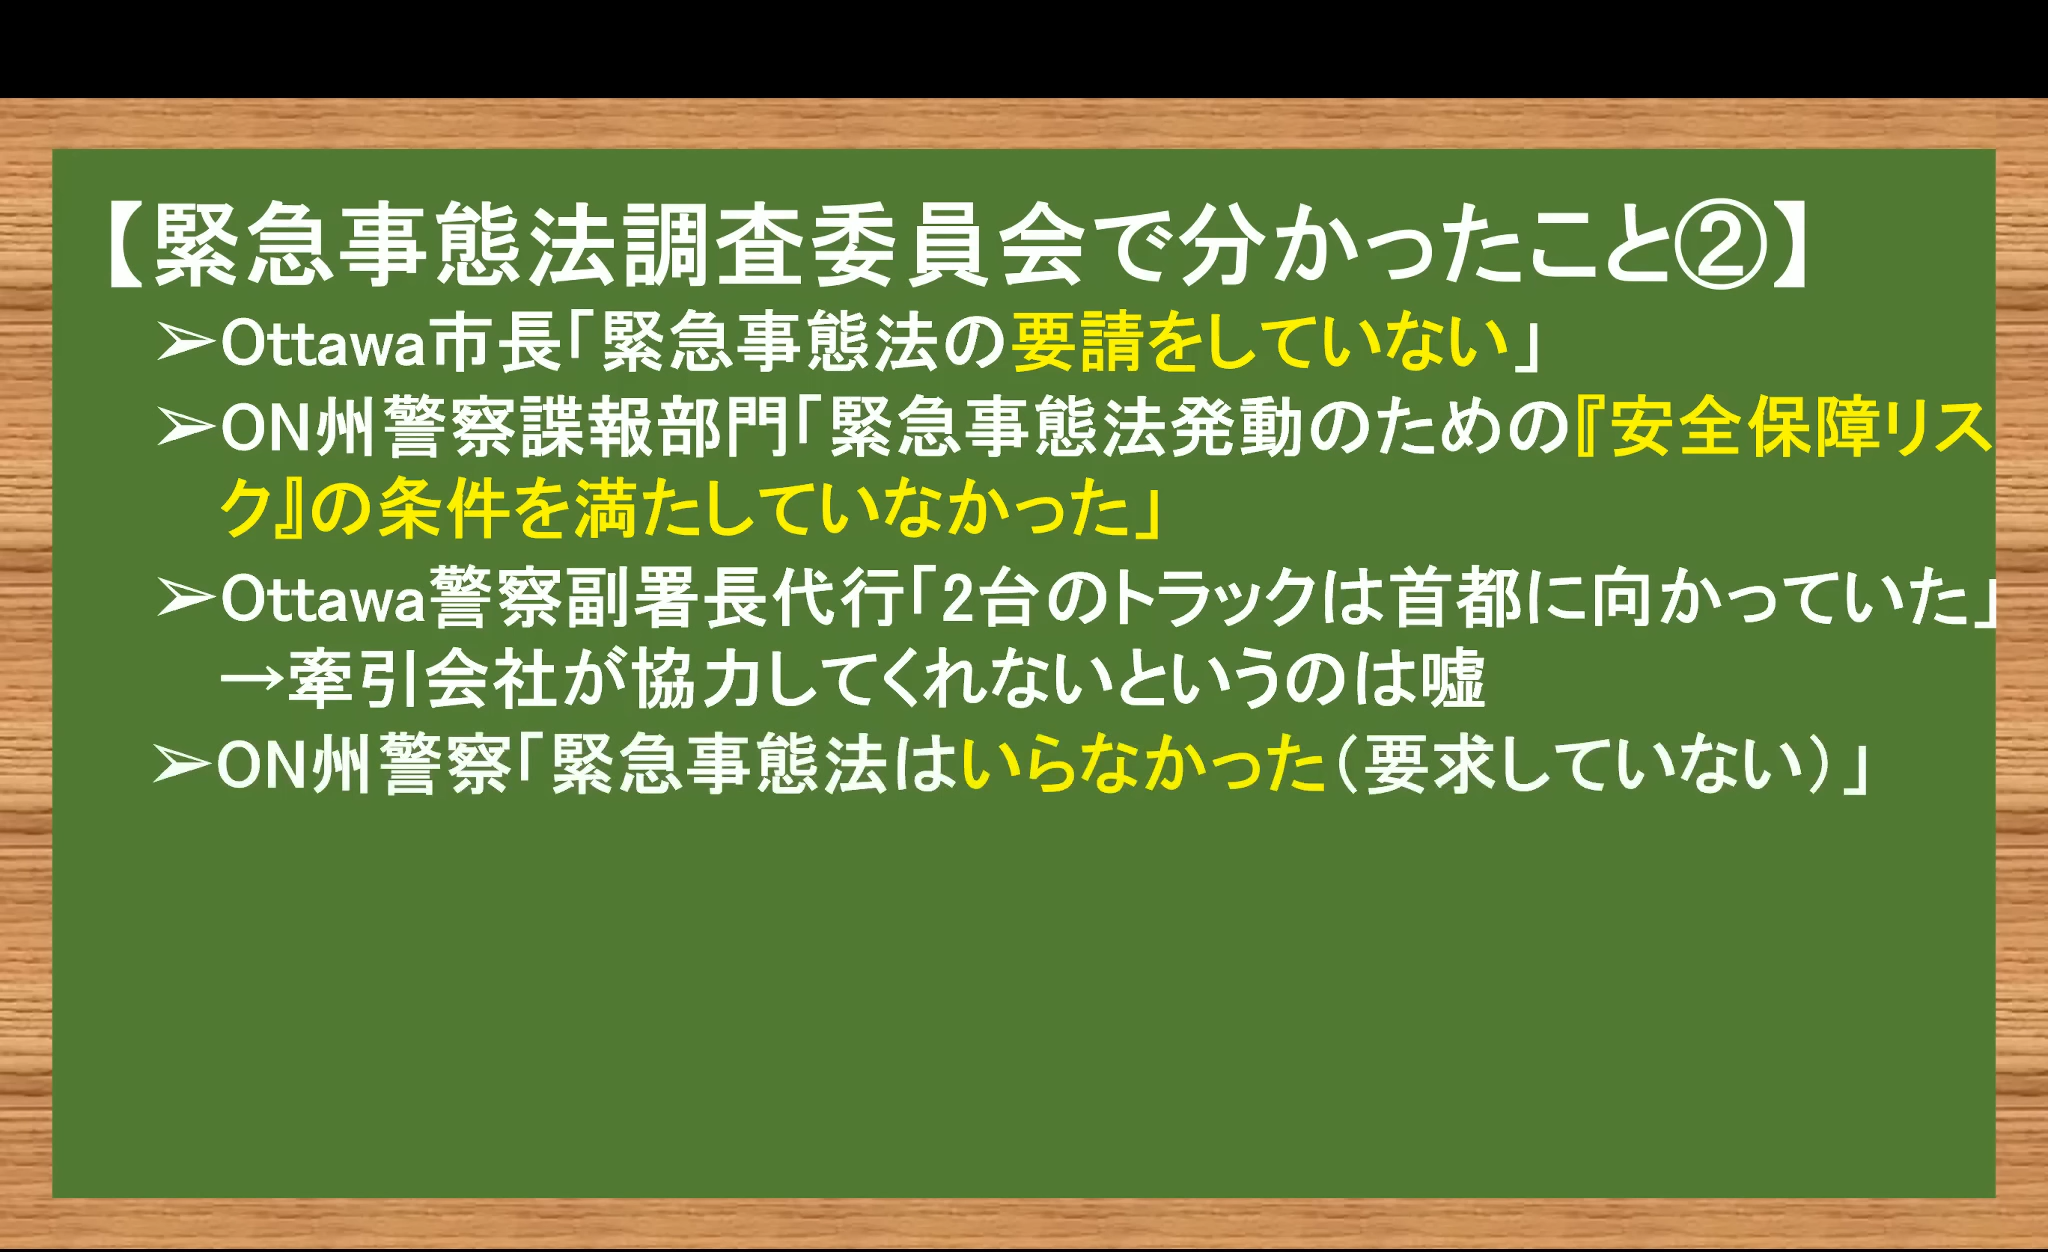 【緊急事態法調査委員会で分かったこと②】
➢Ottawa市長「緊急事態法の要請をしていない」
➢ON州警察諜報部門「緊急事態法発動のための『安全保障リス
ク』の条件を満たしていなかった」
➢Ottawa警察副署長代行「2台のトラックは首都に向かっていた」
→牽引会社が協力してくれないというのは嘘
➢ON州警察「緊急事態法はいらなかった（要求していない）」